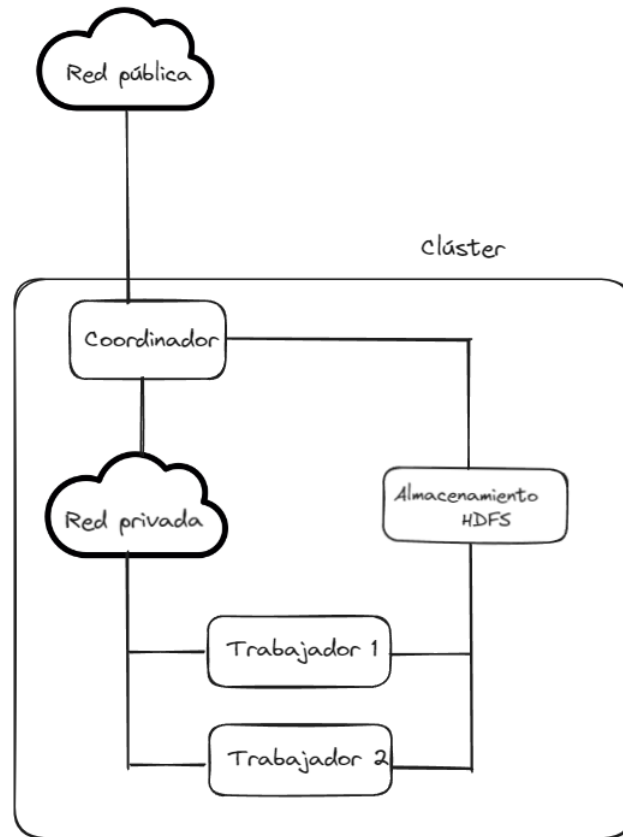 Red pública
Clúster
Coordinador
Red privada
Almacenamiento
HDFS
Trabajador 1
Trabajador 2